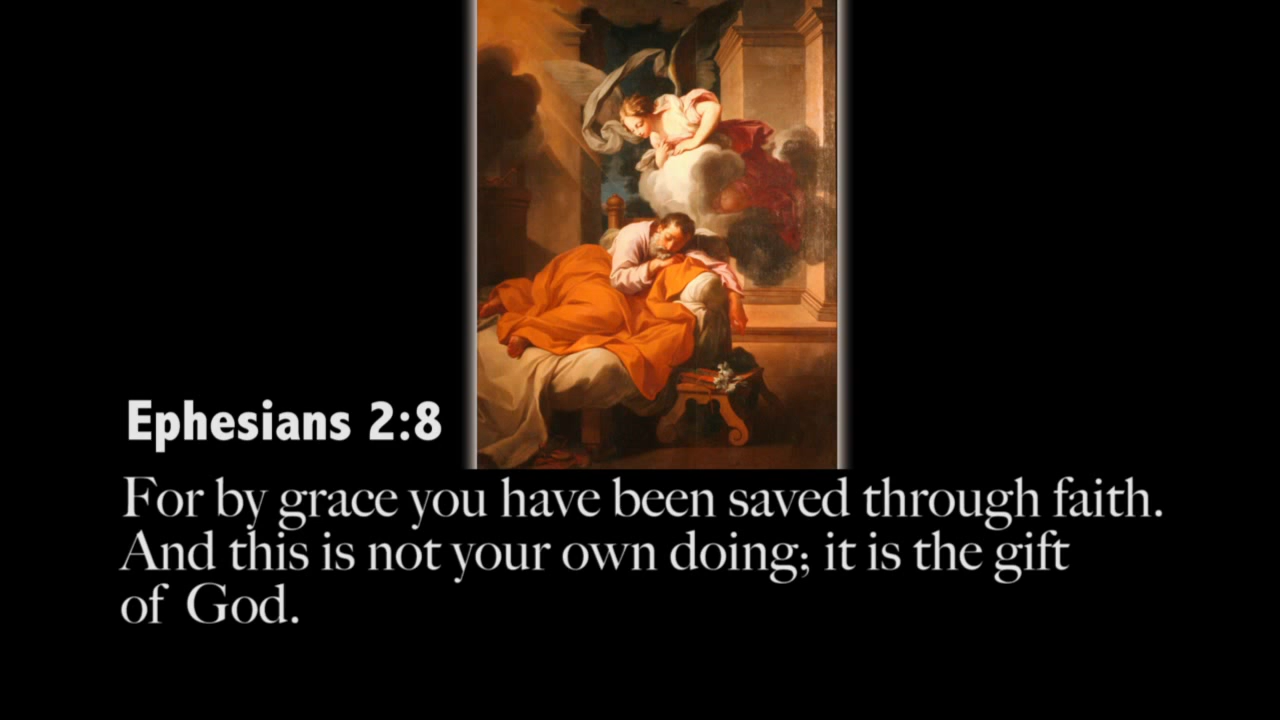 Ephesians 2:8
For by grace you have been saved through faith.
And this is not your own doing; it is the gift
of God.